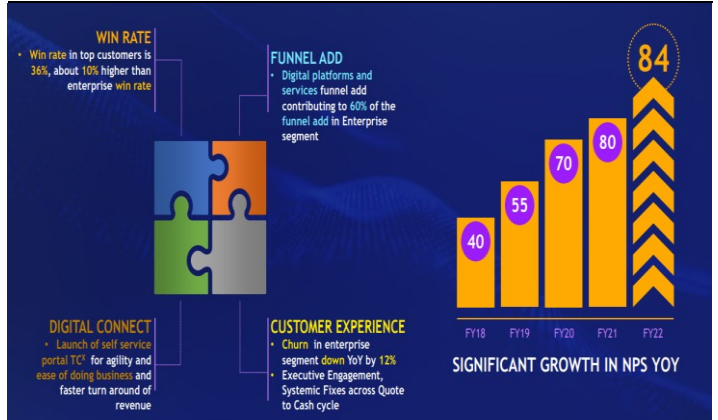 WIN RATE
• Win rate in top customers is
36%, about 10% higher than
enterprise win rate
FUNNEL ADD
• Digital platforms and
services funnel add
contributing to 60% of the
funnel add in Enterprise
segment
DIGITAL CONNECT
• Launch of self service
portal TCˣ for agility and
ease of doing business and
faster turn around of
revenue
CUSTOMER EXPERIENCE
• Churn in enterprise
segment down YoY by 12%
• Executive Engagement,
Systemic Fixes across Quote
to Cash cycle
40
55
70
80
84
FY18
FY19
FY20
FY21
FY22
SIGNIFICANT GROWTH IN NPS YOY